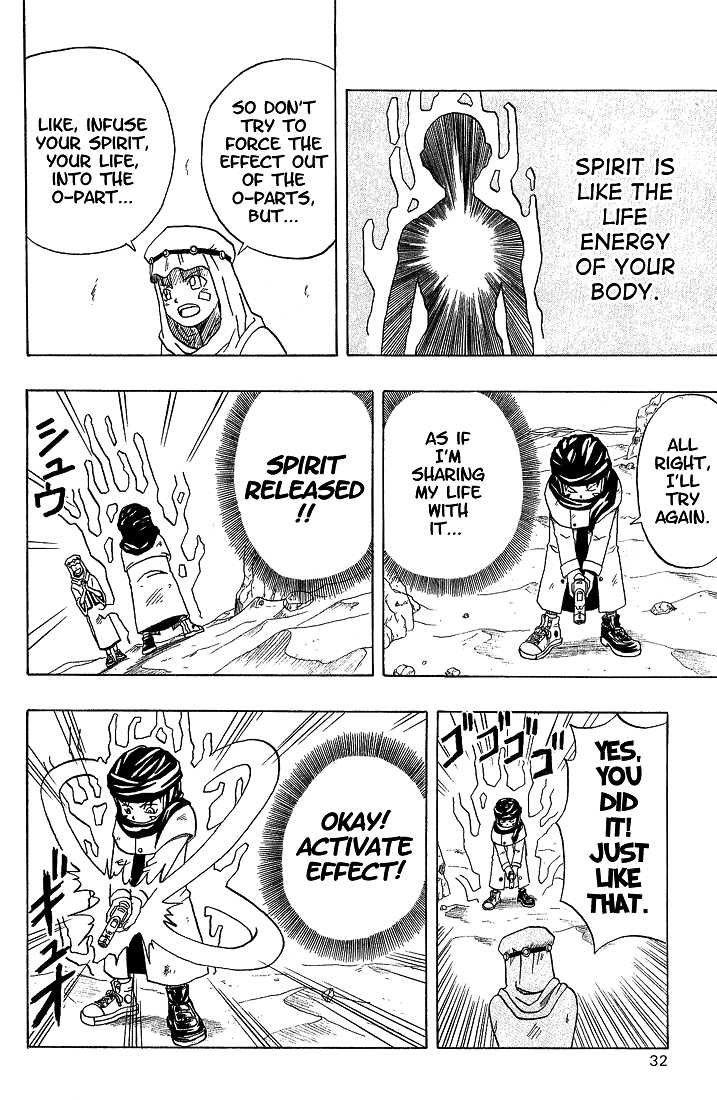 SPIRIT IS
LIKE THE
LIFE
ENERGY
OF YOUR
BODY.
SO DON'T
TRY TO
FORCE THE
EFFECT OUT
OF THE
O-PARTS,
BUT...
LIKE, INFUSE
YOUR SPIRIT,
YOUR LIFE,
INTO THE
O-PART...
ALL
RIGHT,
I'LL
TRY
AGAIN.
AS IF
I'M
SHARING
MY LIFE
WITH
IT...
SPIRIT
RELEASED
!!
シュウ
YES,
YOU
DID
IT!
JUST
LIKE
THAT.
ゴゴゴゴ
OKAY!
ACTIVATE
EFFECT!
ギュオ
32